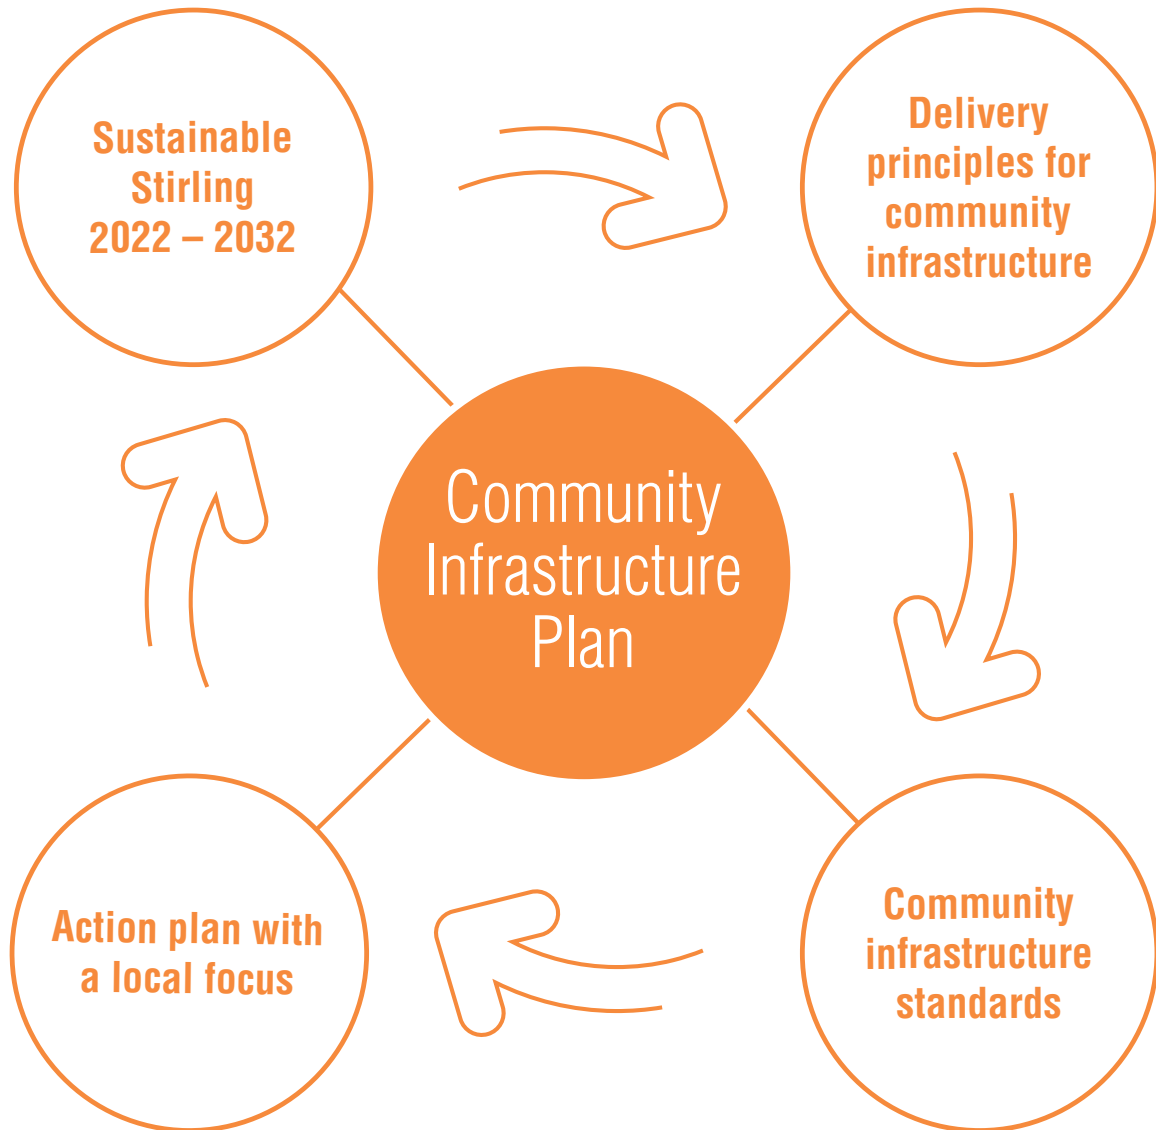 Sustainable
Stirling
2022 – 2032
Delivery
principles for
community
infrastructure
Community
Infrastructure
Plan
Action plan with
a local focus
Community
infrastructure
standards